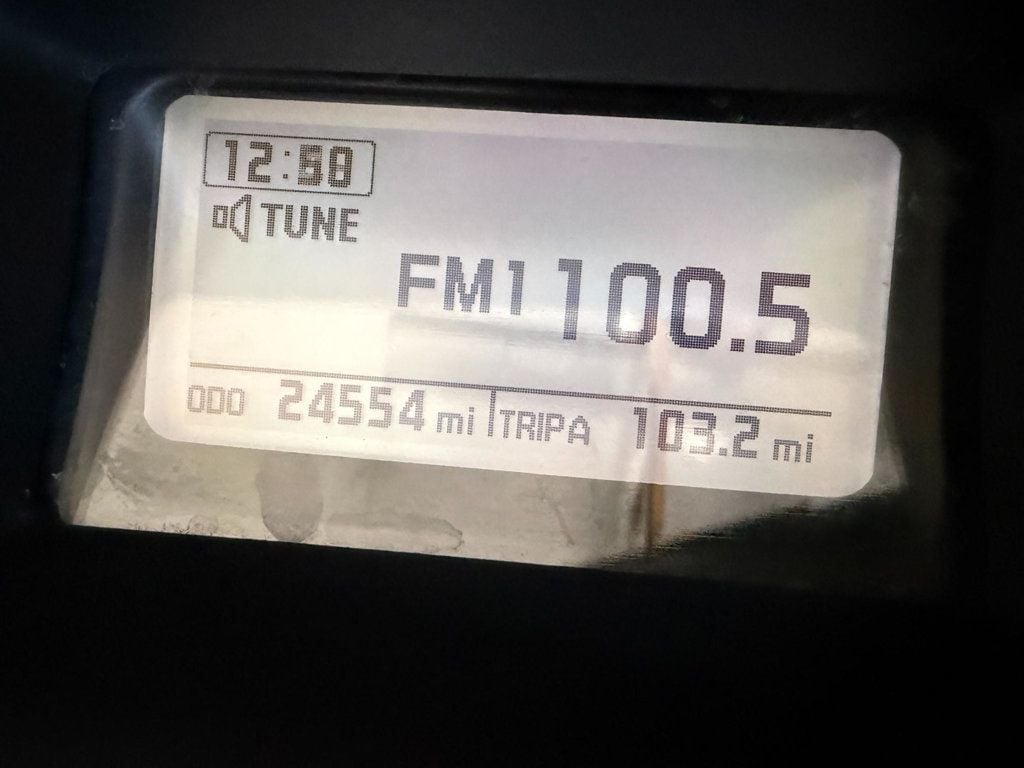 12:58
TUNE
FM1 100.5
ODO 24554 mi TRIPA 103.2 mi